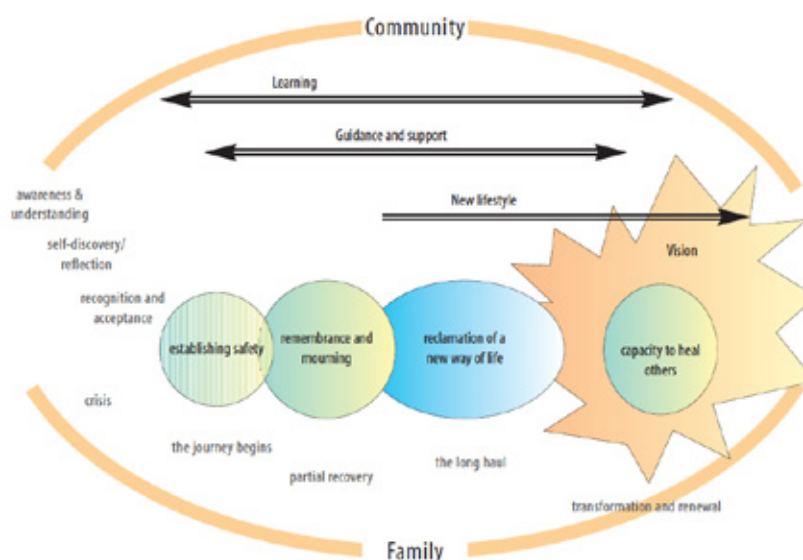 Community
Learning
Guidance and support
awareness &
understanding
New lifestyle
self-discovery/
reflection
Vision
recognition and
acceptance
establishing safety
remembrance and
mourning
reclamation of a
new way of life
capacity to heal
others
crisis
the journey begins
partial recovery
the long haul
transformation and renewal
Family